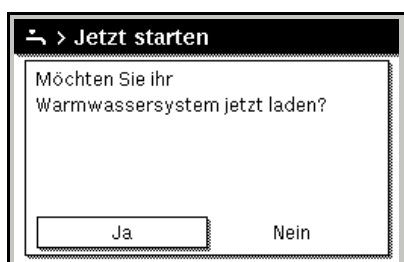 > Jetzt starten
Möchten Sie ihr
Warmwassersystem jetzt laden?
Ja
Nein